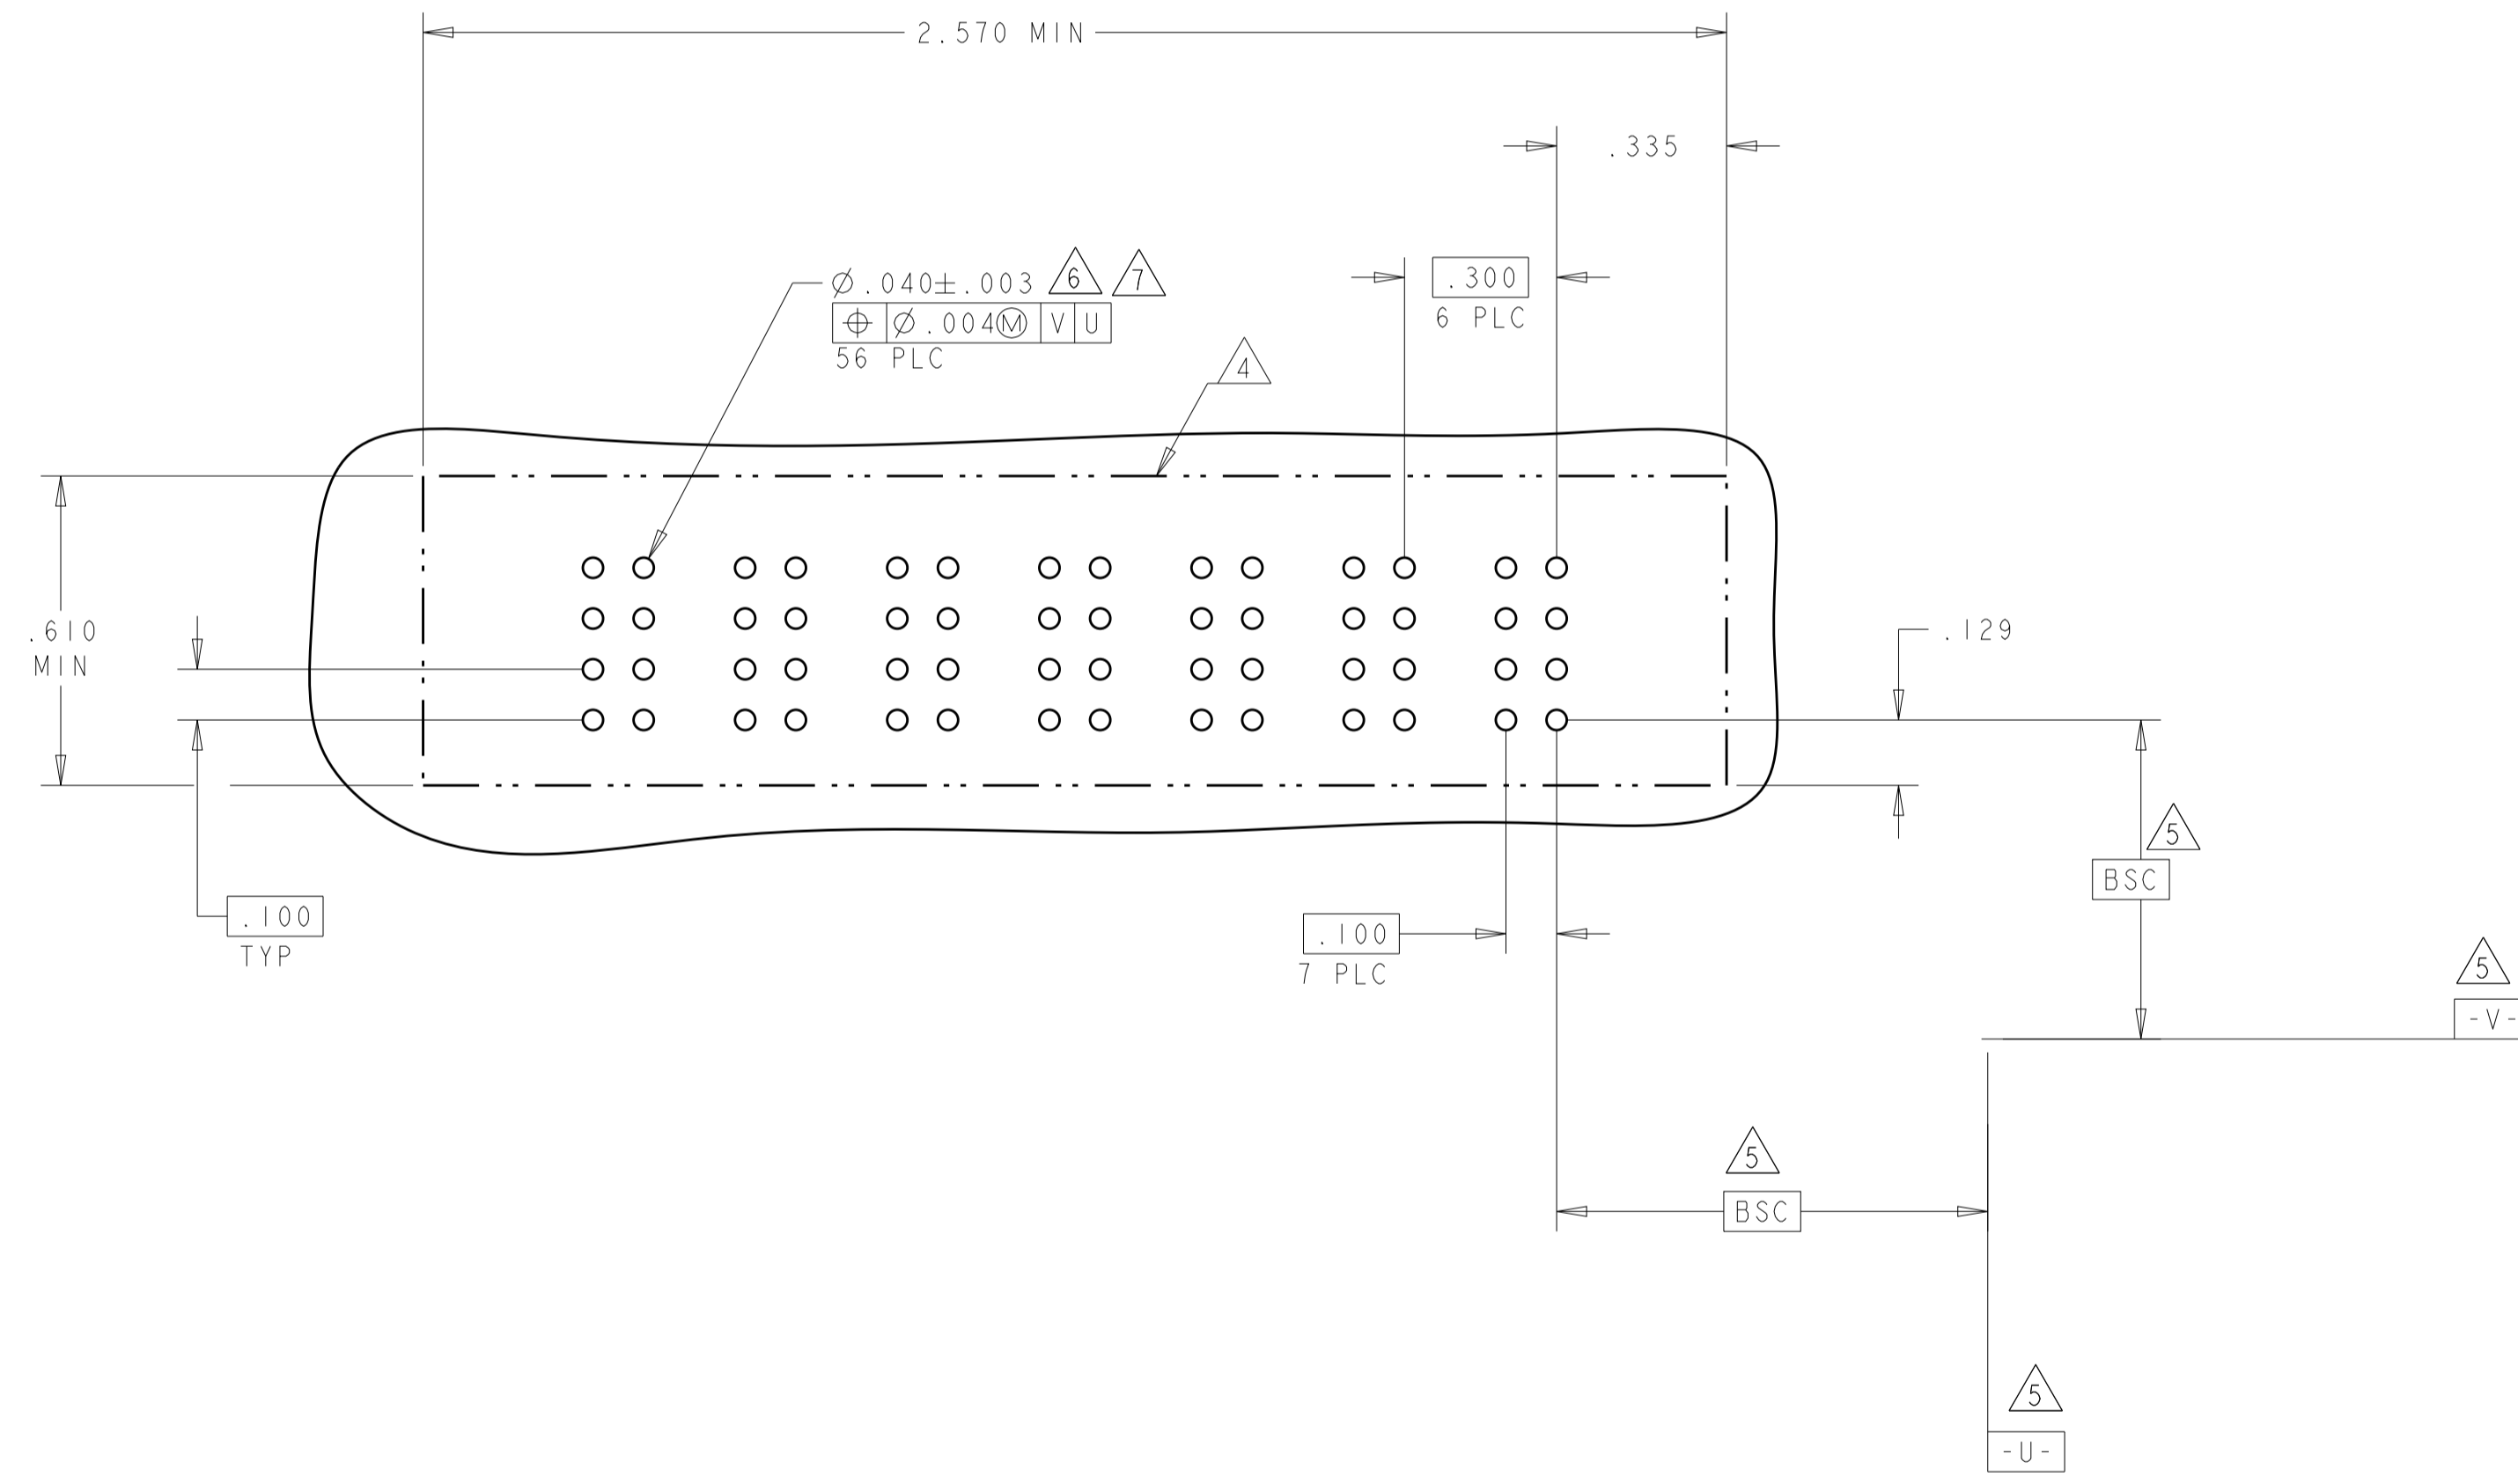 2.570 MIN
.335
⌀.040±.003 6 7
⌖ ⌀.004Ⓜ V U
56 PLC
.300
6 PLC
4
.610
MIN
.129
5
BSC
.100
TYP
.100
7 PLC
5
-V-
5
BSC
5
-U-